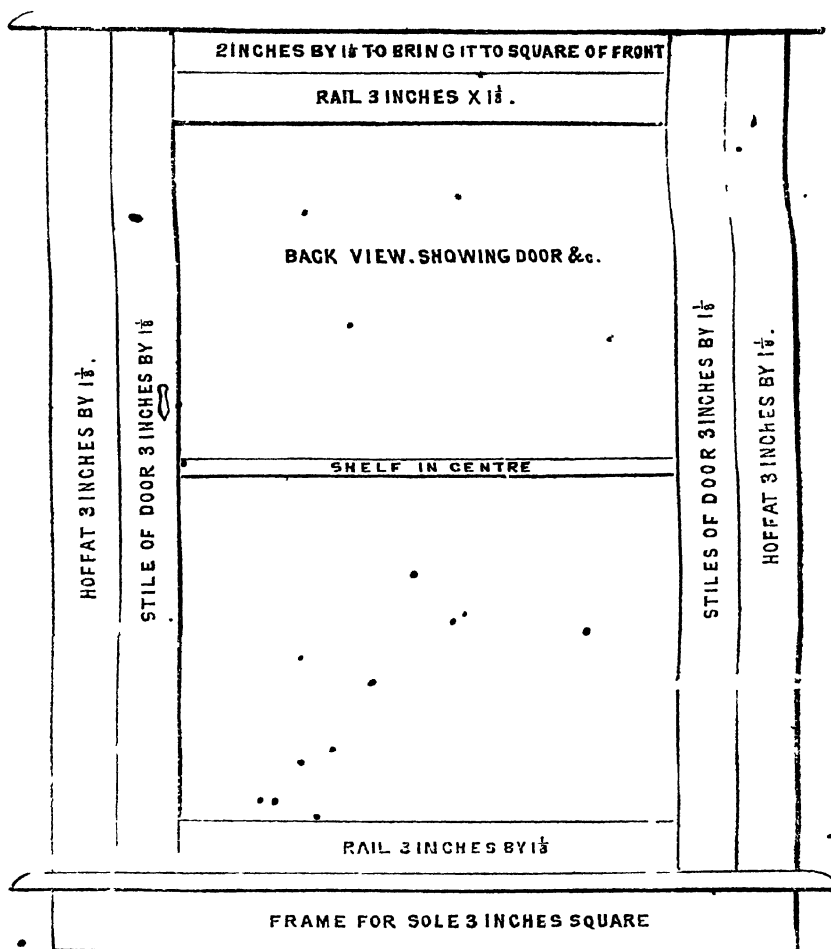 2 INCHES BY 1⅛ TO BRING IT TO SQUARE OF FRONT
RAIL 3 INCHES X 1⅛.
BACK VIEW. SHOWING DOOR &c.
HOFFAT 3 INCHES BY 1⅛.
STILE OF DOOR 3 INCHES BY 1⅛
STILES OF DOOR 3 INCHES BY 1⅛
HOFFAT 3 INCHES BY 1⅛.
SHELF IN CENTRE
RAIL 3 INCHES BY 1⅛
FRAME FOR SOLE 3 INCHES SQUARE